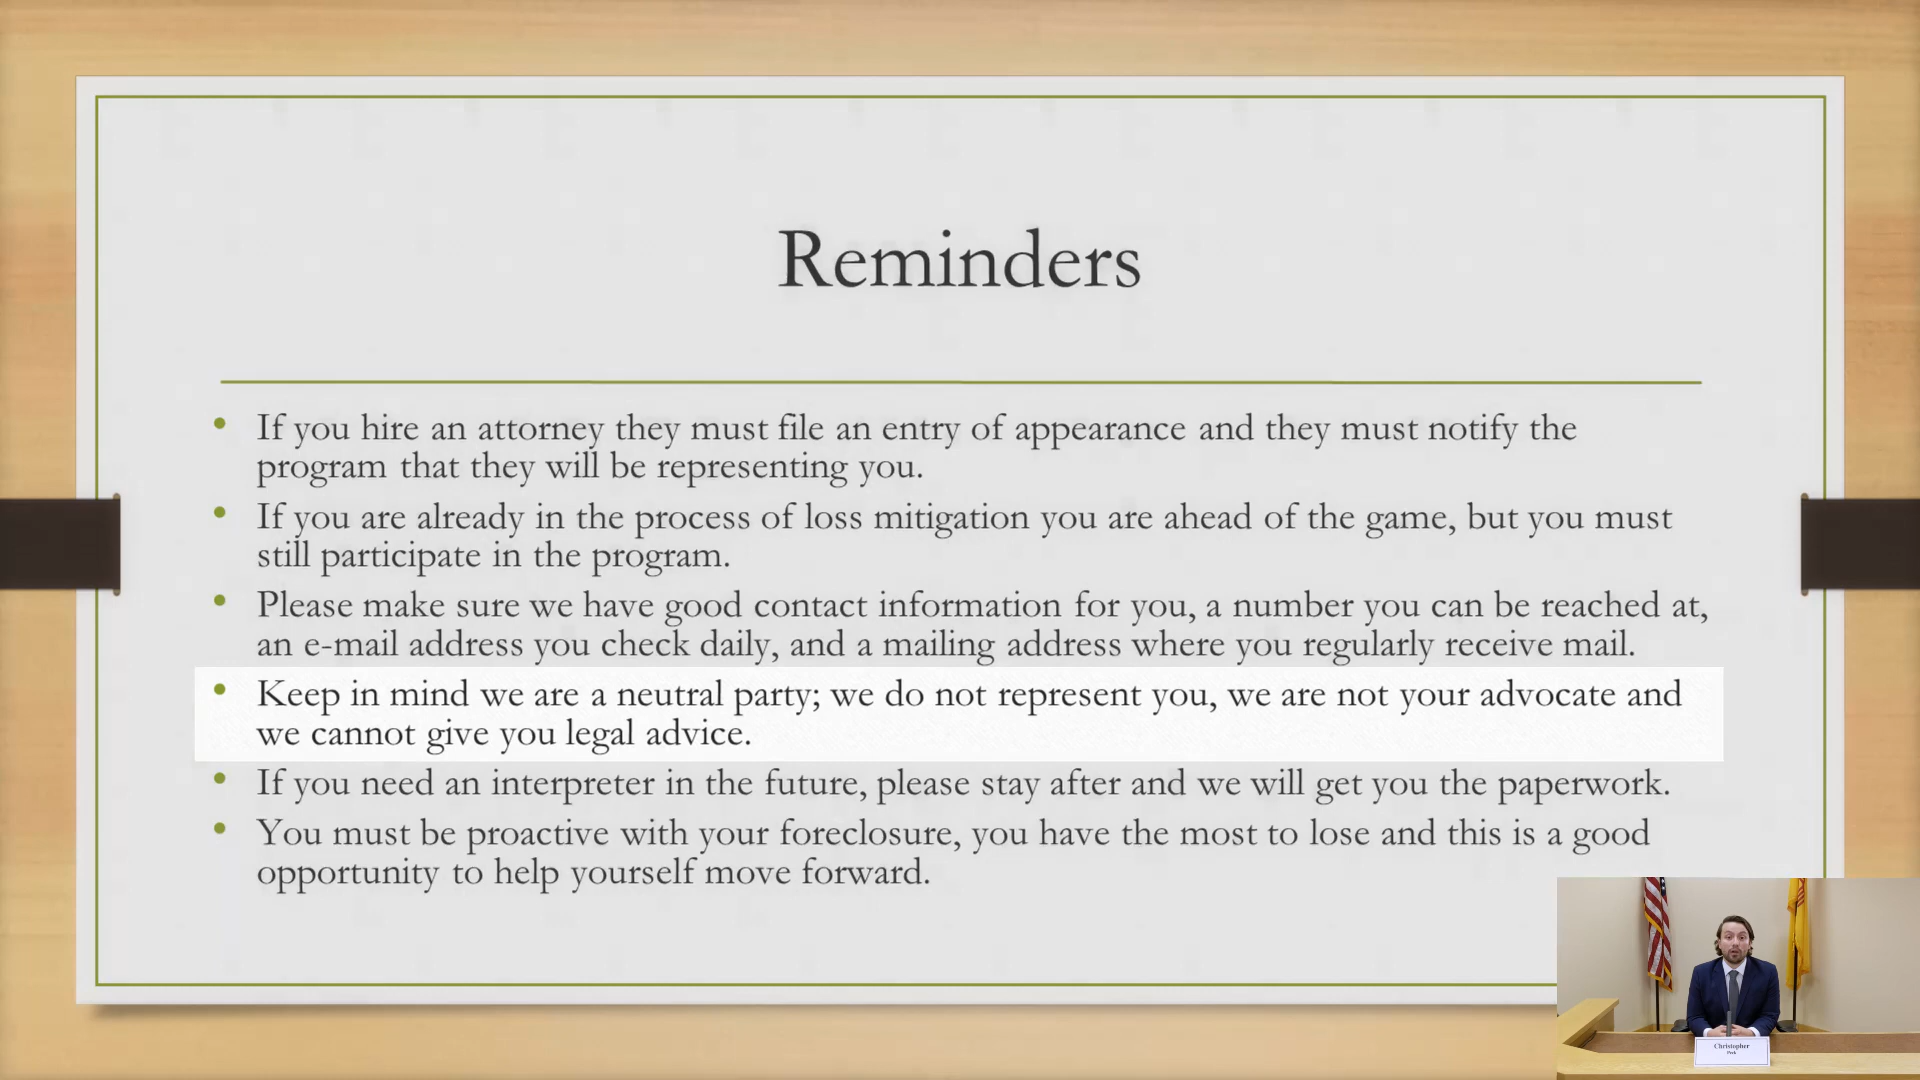 Reminders
• If you hire an attorney they must file an entry of appearance and they must notify the
program that they will be representing you.
• If you are already in the process of loss mitigation you are ahead of the game, but you must
still participate in the program.
• Please make sure we have good contact information for you, a number you can be reached at,
an e-mail address you check daily, and a mailing address where you regularly receive mail.
• Keep in mind we are a neutral party; we do not represent you, we are not your advocate and
we cannot give you legal advice.
• If you need an interpreter in the future, please stay after and we will get you the paperwork.
• You must be proactive with your foreclosure, you have the most to lose and this is a good
opportunity to help yourself move forward.
Christopher